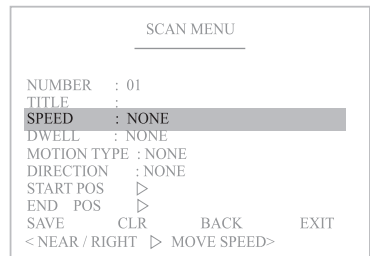 SCAN MENU
NUMBER : 01
TITLE :
SPEED : NONE
DWELL : NONE
MOTION TYPE : NONE
DIRECTION : NONE
START POS ▷
END POS ▷
SAVE CLR BACK EXIT
< NEAR / RIGHT ▷ MOVE SPEED>